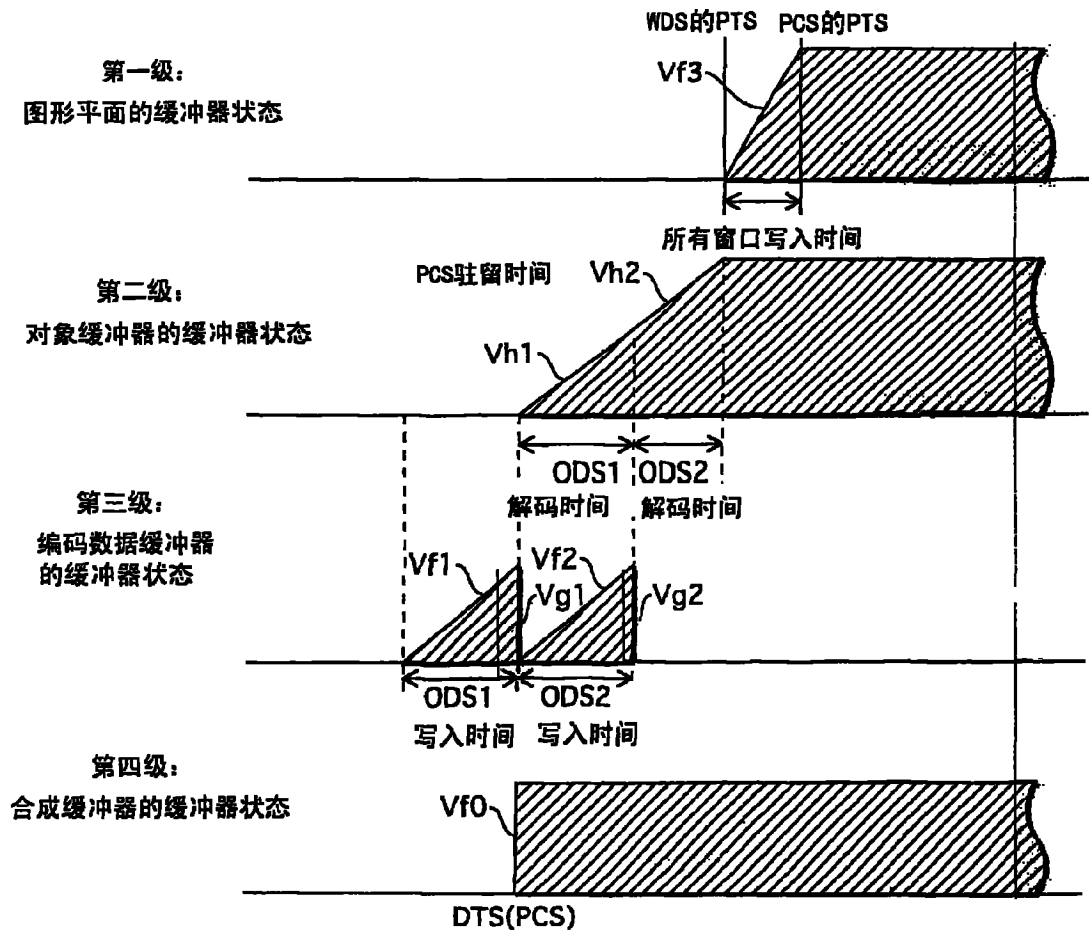 WDS的PTS PCS的PTS
第一级:
图形平面的缓冲器状态
Vf3
所有窗口写入时间
第二级:
对象缓冲器的缓冲器状态
PCS驻留时间
Vh2
Vh1
ODS1 ODS2
解码时间 解码时间
第三级:
编码数据缓冲器
的缓冲器状态
Vf1
Vf2
Vg1
Vg2
ODS1 ODS2
写入时间 写入时间
第四级:
合成缓冲器的缓冲器状态
Vf0
DTS(PCS)